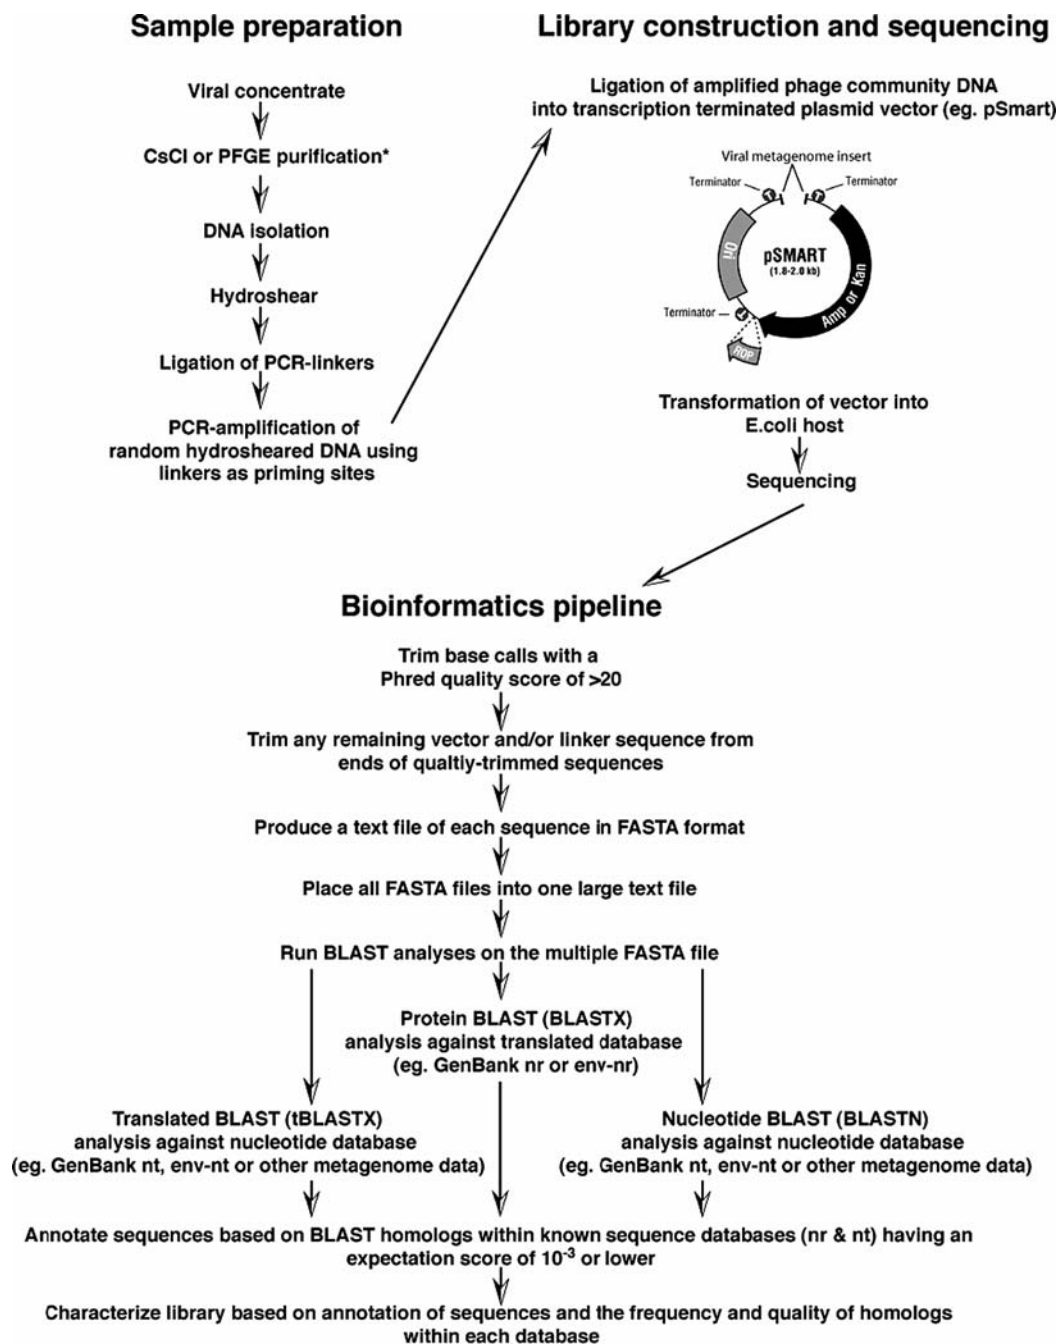 Sample preparation
Viral concentrate
CsCl or PFGE purification*
DNA isolation
Hydroshear
Ligation of PCR-linkers
PCR-amplification of
random hydrosheared DNA using
linkers as priming sites
Library construction and sequencing
Ligation of amplified phage community DNA
into transcription terminated plasmid vector (eg. pSmart)
Viral metagenome insert
Terminator
T
T
Terminator
Ori
pSMART
(1.8-2.0 kb)
Amp or Kan
Terminator
T
ROP
Transformation of vector into
E.coli host
Sequencing
Bioinformatics pipeline
Trim base calls with a
Phred quality score of >20
Trim any remaining vector and/or linker sequence from
ends of qualtiy-trimmed sequences
Produce a text file of each sequence in FASTA format
Place all FASTA files into one large text file
Run BLAST analyses on the multiple FASTA file
Protein BLAST (BLASTX)
analysis against translated database
(eg. GenBank nr or env-nr)
Translated BLAST (tBLASTX)
analysis against nucleotide database
(eg. GenBank nt, env-nt or other metagenome data)
Nucleotide BLAST (BLASTN)
analysis against nucleotide database
(eg. GenBank nt, env-nt or other metagenome data)
Annotate sequences based on BLAST homologs within known sequence databases (nr & nt) having an
expectation score of 10⁻³ or lower
Characterize library based on annotation of sequences and the frequency and quality of homologs
within each database